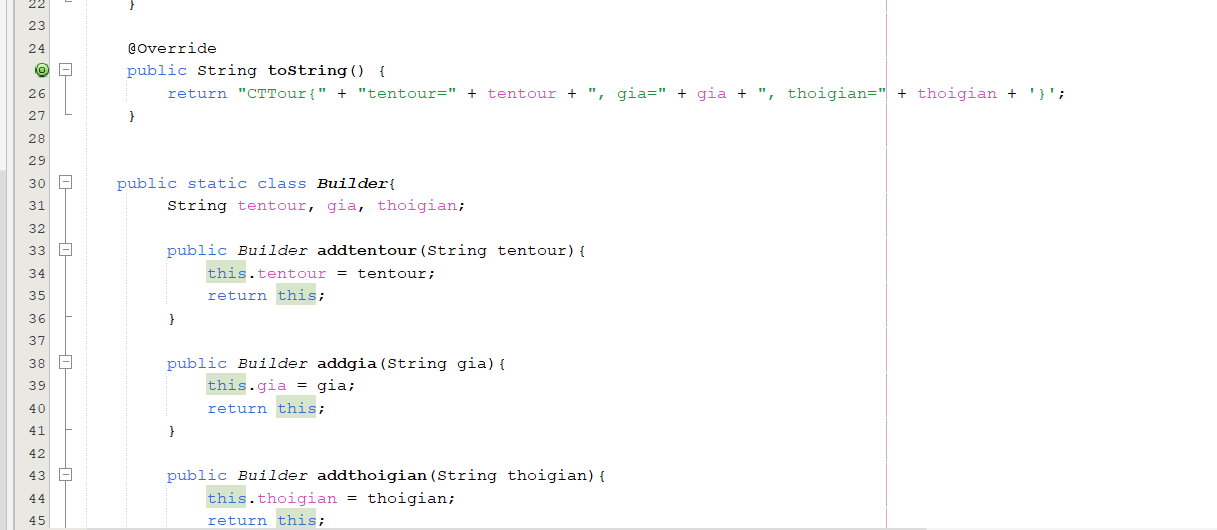 22 }
23
24 @Override
public String toString() {
26 return "CTTour{" + "tentour=" + tentour + ", gia=" + gia + ", thoigian=" + thoigian + '}';
27 }
28
29
30 public static class Builder{
31 String tentour, gia, thoigian;
32
33 public Builder addtentour(String tentour){
34 this.tentour = tentour;
35 return this;
36 }
37
38 public Builder addgia(String gia){
39 this.gia = gia;
40 return this;
41 }
42
43 public Builder addthoigian(String thoigian){
44 this.thoigian = thoigian;
45 return this;